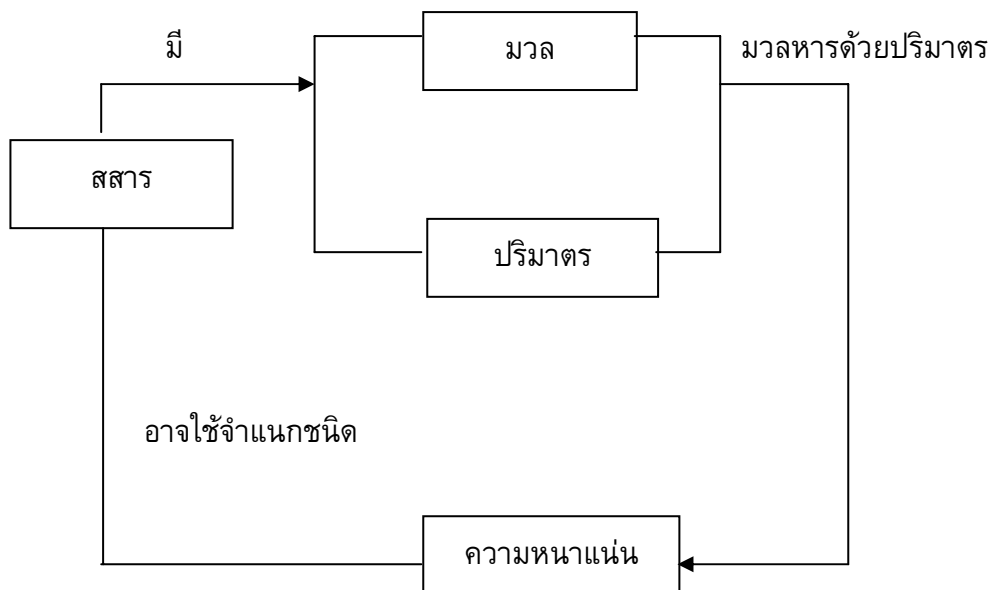 มี
มวล
มวลหารด้วยปริมาตร
สสาร
ปริมาตร
อาจใช้จำแนกชนิด
ความหนาแน่น